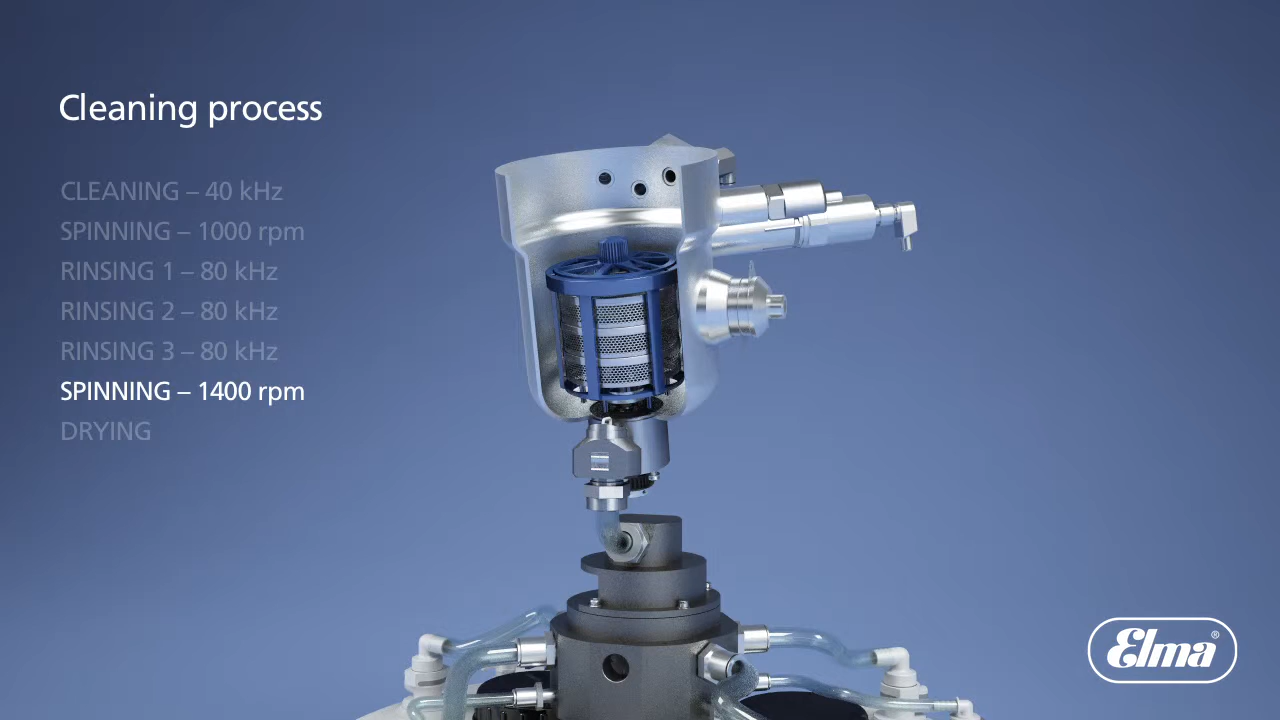 Cleaning process
CLEANING – 40 kHz
SPINNING – 1000 rpm
RINSING 1 – 80 kHz
RINSING 2 – 80 kHz
RINSING 3 – 80 kHz
SPINNING – 1400 rpm
DRYING
Elma®